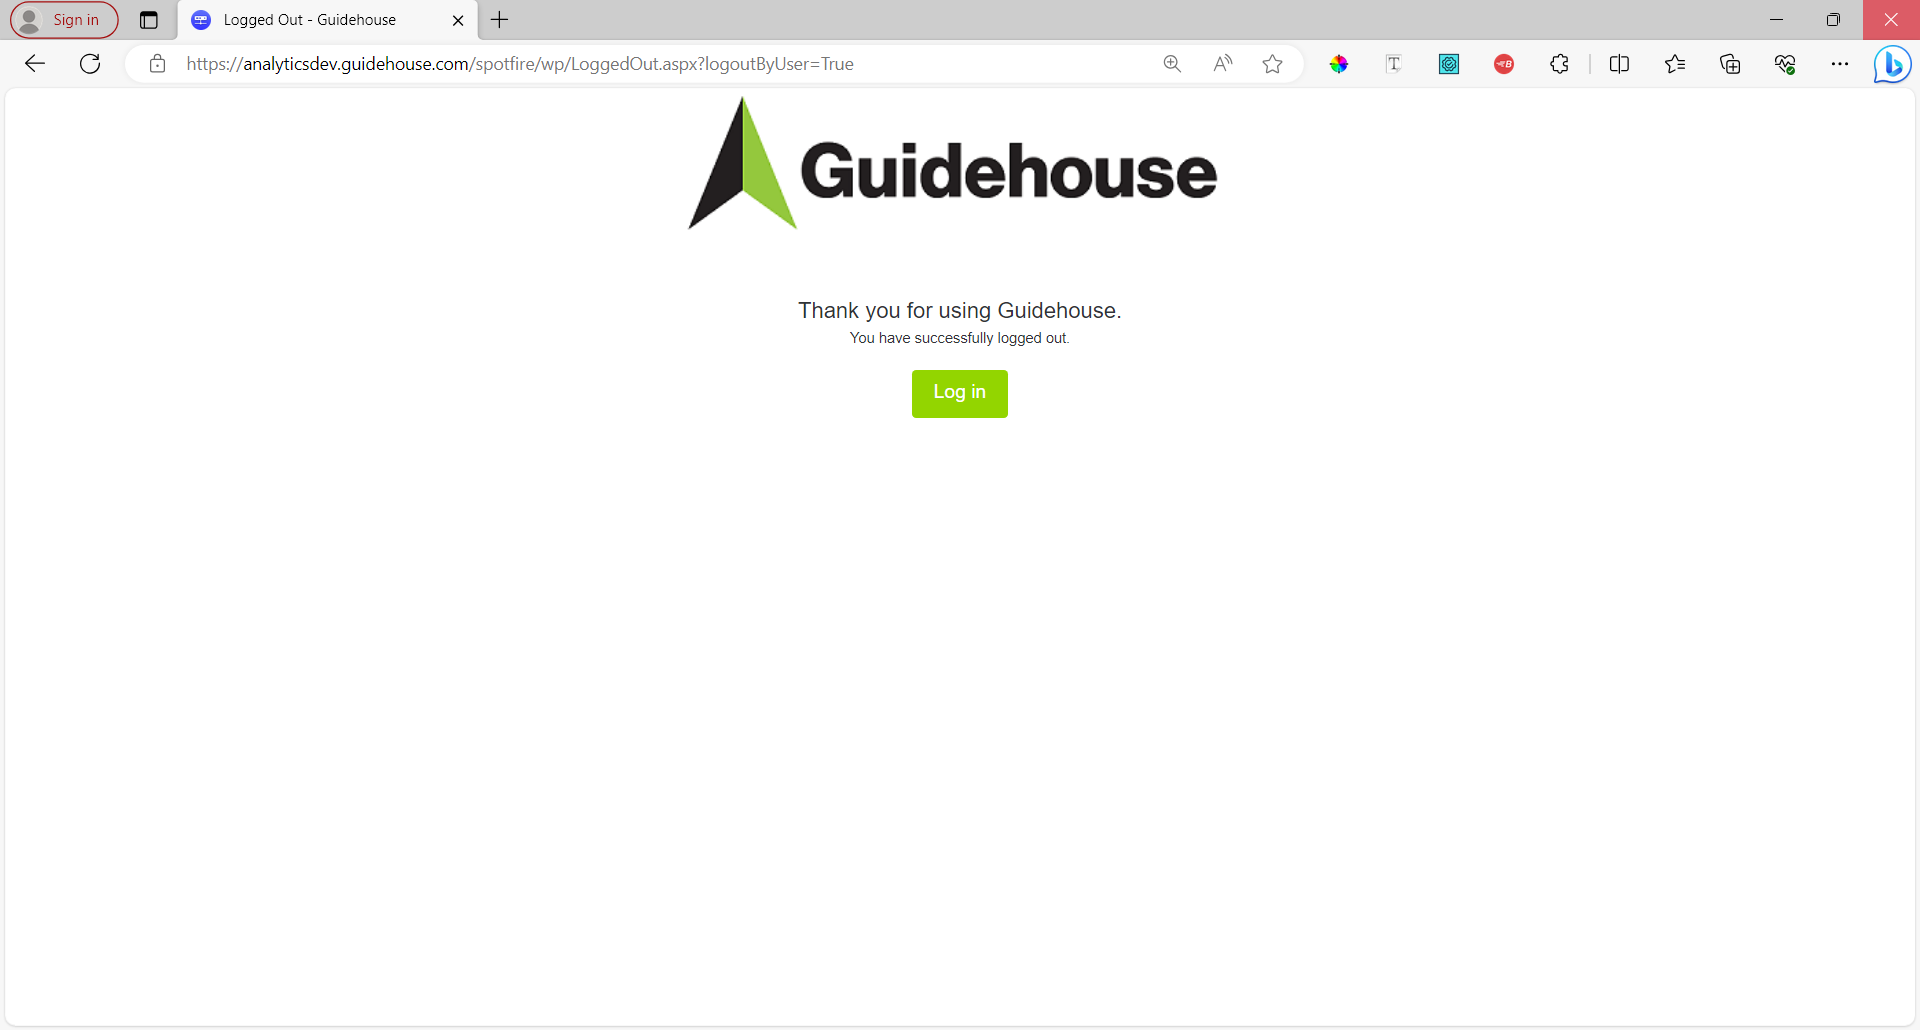 Sign in
Logged Out - Guidehouse
https://analyticsdev.guidehouse.com/spotfire/wp/LoggedOut.aspx?logoutByUser=True
Guidehouse
Thank you for using Guidehouse.
You have successfully logged out.
Log in